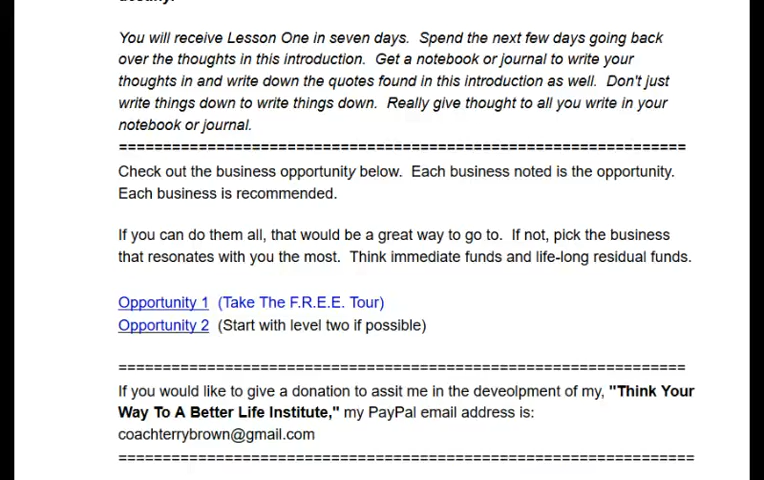 destiny.
You will receive Lesson One in seven days. Spend the next few days going back
over the thoughts in this introduction. Get a notebook or journal to write your
thoughts in and write down the quotes found in this introduction as well. Don't just
write things down to write things down. Really give thought to all you write in your
notebook or journal.
=================================================================
Check out the business opportunity below. Each business noted is the opportunity.
Each business is recommended.
If you can do them all, that would be a great way to go to. If not, pick the business
that resonates with you the most. Think immediate funds and life-long residual funds.
Opportunity 1 (Take The F.R.E.E. Tour)
Opportunity 2 (Start with level two if possible)
=================================================================
If you would like to give a donation to assit me in the deveolpment of my, "Think Your
Way To A Better Life Institute," my PayPal email address is:
coachterrybrown@gmail.com
==================================================================